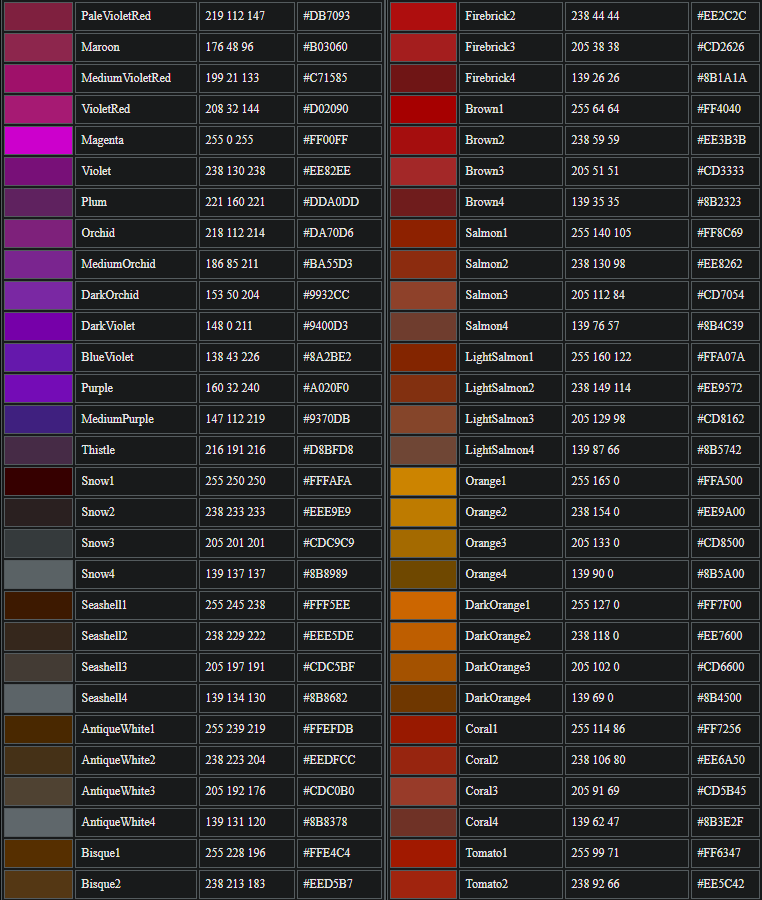 PaleVioletRed 219 112 147 #DB7093 Firebrick2 238 44 44 #EE2C2C
Maroon 176 48 96 #B03060 Firebrick3 205 38 38 #CD2626
MediumVioletRed 199 21 133 #C71585 Firebrick4 139 26 26 #8B1A1A
VioletRed 208 32 144 #D02090 Brown1 255 64 64 #FF4040
Magenta 255 0 255 #FF00FF Brown2 238 59 59 #EE3B3B
Violet 238 130 238 #EE82EE Brown3 205 51 51 #CD3333
Plum 221 160 221 #DDA0DD Brown4 139 35 35 #8B2323
Orchid 218 112 214 #DA70D6 Salmon1 255 140 105 #FF8C69
MediumOrchid 186 85 211 #BA55D3 Salmon2 238 130 98 #EE8262
DarkOrchid 153 50 204 #9932CC Salmon3 205 112 84 #CD7054
DarkViolet 148 0 211 #9400D3 Salmon4 139 76 57 #8B4C39
BlueViolet 138 43 226 #8A2BE2 LightSalmon1 255 160 122 #FFA07A
Purple 160 32 240 #A020F0 LightSalmon2 238 149 114 #EE9572
MediumPurple 147 112 219 #9370DB LightSalmon3 205 129 98 #CD8162
Thistle 216 191 216 #D8BFD8 LightSalmon4 139 87 66 #8B5742
Snow1 255 250 250 #FFFAFA Orange1 255 165 0 #FFA500
Snow2 238 233 233 #EEE9E9 Orange2 238 154 0 #EE9A00
Snow3 205 201 201 #CDC9C9 Orange3 205 133 0 #CD8500
Snow4 139 137 137 #8B8989 Orange4 139 90 0 #8B5A00
Seashell1 255 245 238 #FFF5EE DarkOrange1 255 127 0 #FF7F00
Seashell2 238 229 222 #EEE5DE DarkOrange2 238 118 0 #EE7600
Seashell3 205 197 191 #CDC5BF DarkOrange3 205 102 0 #CD6600
Seashell4 139 134 130 #8B8682 DarkOrange4 139 69 0 #8B4500
AntiqueWhite1 255 239 219 #FFEFDB Coral1 255 114 86 #FF7256
AntiqueWhite2 238 223 204 #EEDFCC Coral2 238 106 80 #EE6A50
AntiqueWhite3 205 192 176 #CDC0B0 Coral3 205 91 69 #CD5B45
AntiqueWhite4 139 131 120 #8B8378 Coral4 139 62 47 #8B3E2F
Bisque1 255 228 196 #FFE4C4 Tomato1 255 99 71 #FF6347
Bisque2 238 213 183 #EED5B7 Tomato2 238 92 66 #EE5C42